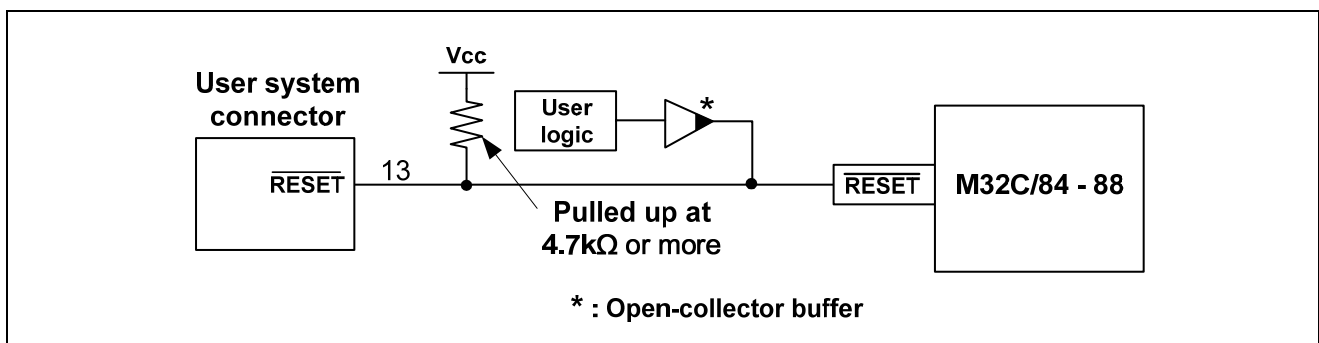 Vcc
User system
connector
User
logic
*
RESET
13
RESET
M32C/84 - 88
Pulled up at
4.7kΩ or more
* : Open-collector buffer